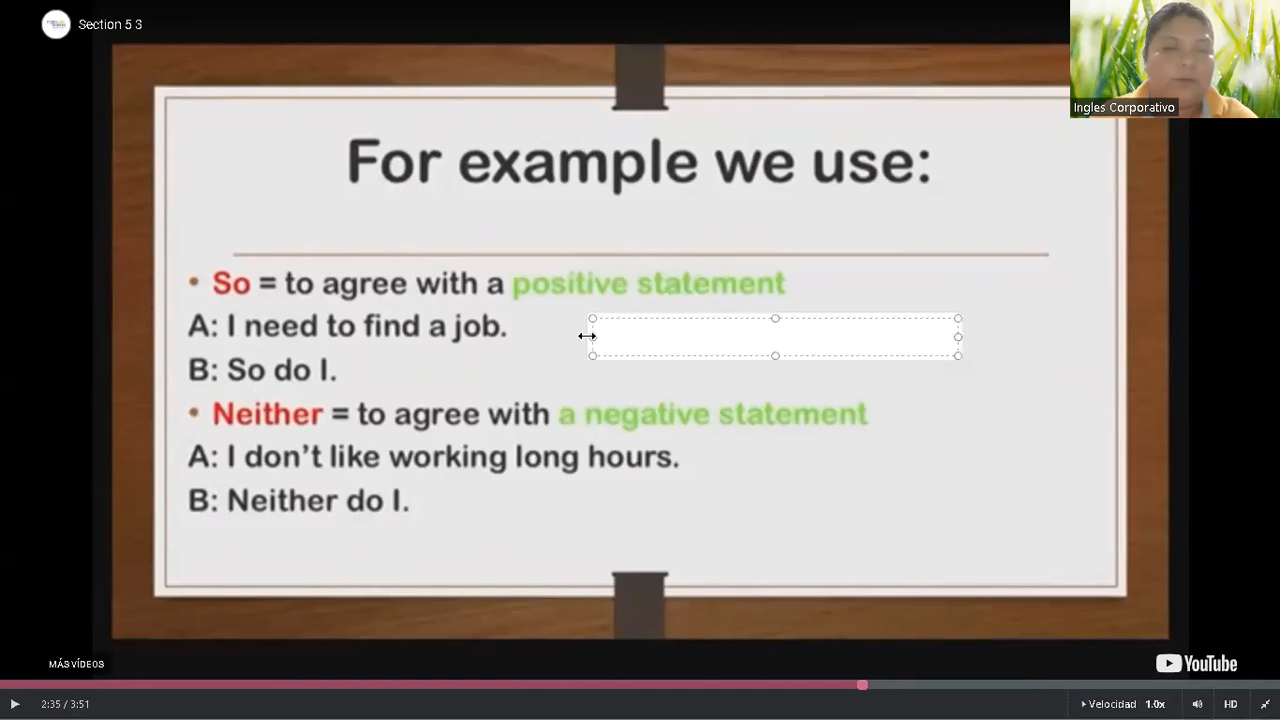 Section 5 3
Ingles Corporativo
For example we use:
• So = to agree with a positive statement
A: I need to find a job.
B: So do I.
• Neither = to agree with a negative statement
A: I don't like working long hours.
B: Neither do I.
MÁS VÍDEOS
YouTube
2:35 / 3:51
Velocidad 1.0x
HD